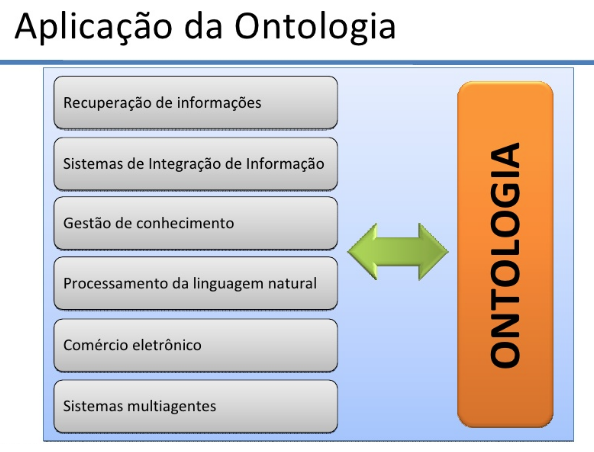 Aplicação da Ontologia
Recuperação de informações
Sistemas de Integração de Informação
Gestão de conhecimento
Processamento da linguagem natural
Comércio eletrônico
Sistemas multiagentes
ONTOLOGIA